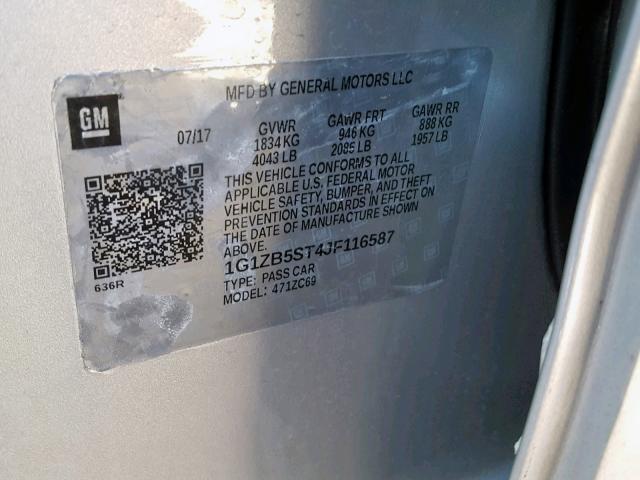 MFD BY GENERAL MOTORS LLC
GM
07/17
GVWR GAWR FRT GAWR RR
1834 KG 946 KG 888 KG
4043 LB 2085 LB 1957 LB
THIS VEHICLE CONFORMS TO ALL
APPLICABLE U.S. FEDERAL MOTOR
VEHICLE SAFETY, BUMPER, AND THEFT
PREVENTION STANDARDS IN EFFECT ON
THE DATE OF MANUFACTURE SHOWN
ABOVE.
1G1ZB5ST4JF116587
TYPE: PASS CAR
MODEL: 471ZC69
636R